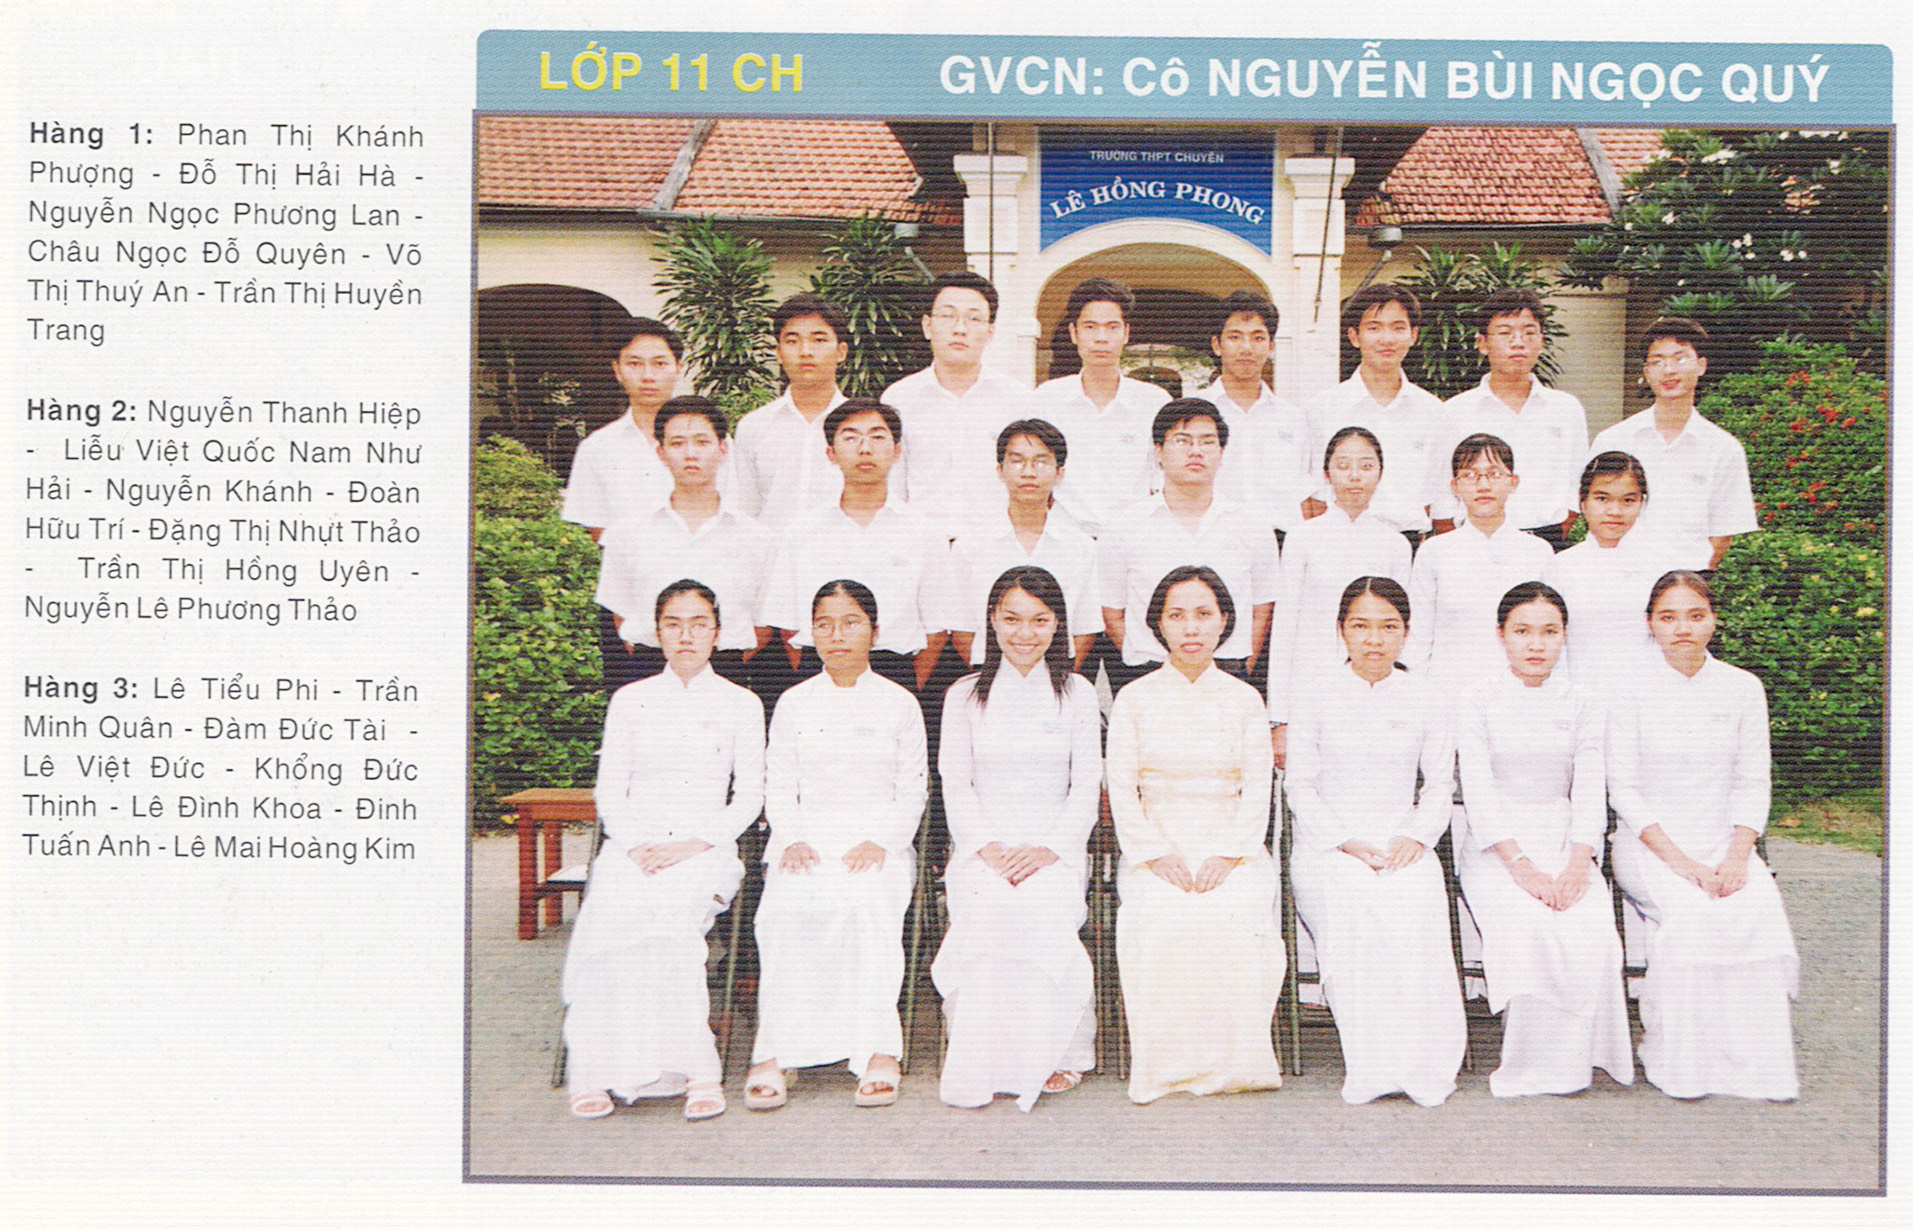 LỚP 11 CH GVCN: Cô NGUYỄN BÙI NGỌC QUÝ
Hàng 1: Phan Thị Khánh
Phượng - Đỗ Thị Hải Hà -
Nguyễn Ngọc Phương Lan -
Châu Ngọc Đỗ Quyên - Võ
Thị Thuý An - Trần Thị Huyền
Trang
Hàng 2: Nguyễn Thanh Hiệp
- Liễu Việt Quốc Nam Như
Hải - Nguyễn Khánh - Đoàn
Hữu Trí - Đặng Thị Nhựt Thảo
- Trần Thị Hồng Uyên -
Nguyễn Lê Phương Thảo
Hàng 3: Lê Tiểu Phi - Trần
Minh Quân - Đàm Đức Tài -
Lê Việt Đức - Khổng Đức
Thịnh - Lê Đình Khoa - Đinh
Tuấn Anh - Lê Mai Hoàng Kim
TRƯỜNG THPT CHUYÊN
LÊ HỒNG PHONG